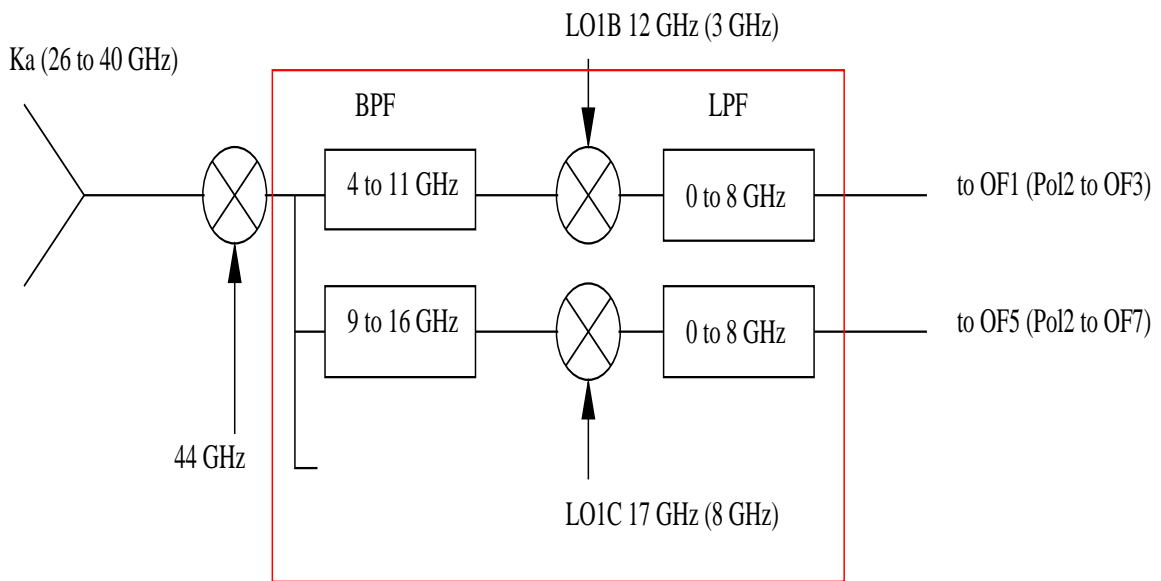 LO1B 12 GHz (3 GHz)
Ka (26 to 40 GHz)
BPF
LPF
4 to 11 GHz
0 to 8 GHz
to OF1 (Pol2 to OF3)
9 to 16 GHz
0 to 8 GHz
to OF5 (Pol2 to OF7)
44 GHz
LO1C 17 GHz (8 GHz)